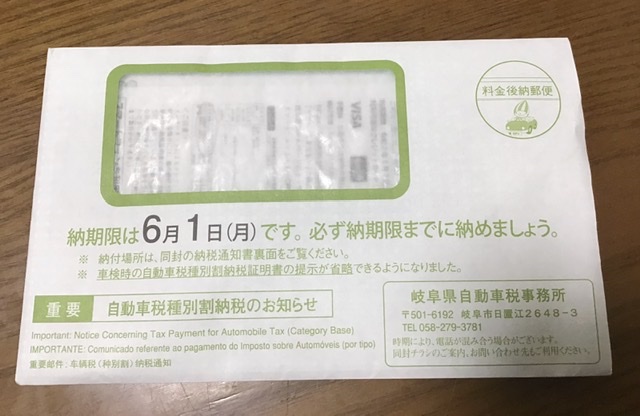 料金後納郵便
VISA
納期限は6月1日(月)です。必ず納期限までに納めましょう。
※ 納付場所は、同封の納税通知書裏面をご覧ください。
※ 車検時の自動車税種別割納税証明書の提示が省略できるようになりました。
重要 自動車税種別割納税のお知らせ
Important: Notice Concerning Tax Payment for Automobile Tax (Category Base)
IMPORTANTE: Comunicado referente ao pagamento do Imposto sobre Automóveis (por tipo)
重要邮件: 车辆税 (种别割) 纳税通知
岐阜県自動車税事務所
〒501-6192 岐阜市日置江2648-3
TEL 058-279-3781
時期により、電話が混み合う場合がございます。
同封チラシのご案内、お問い合わせ先もご利用ください。